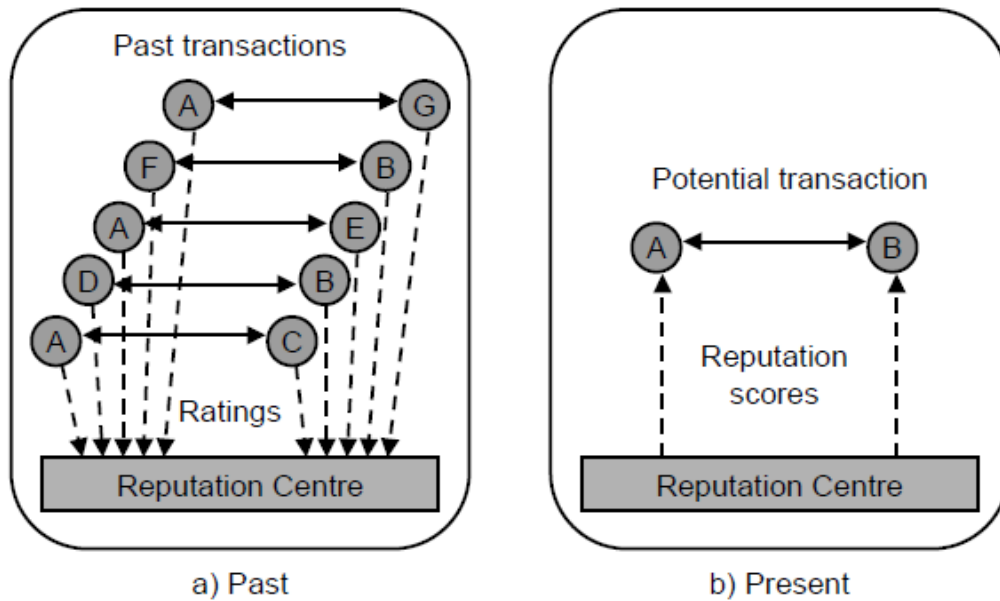 Past transactions
A
G
F
B
A
E
D
B
A
C
Ratings
Reputation Centre
a) Past
Potential transaction
A
B
Reputation
scores
Reputation Centre
b) Present